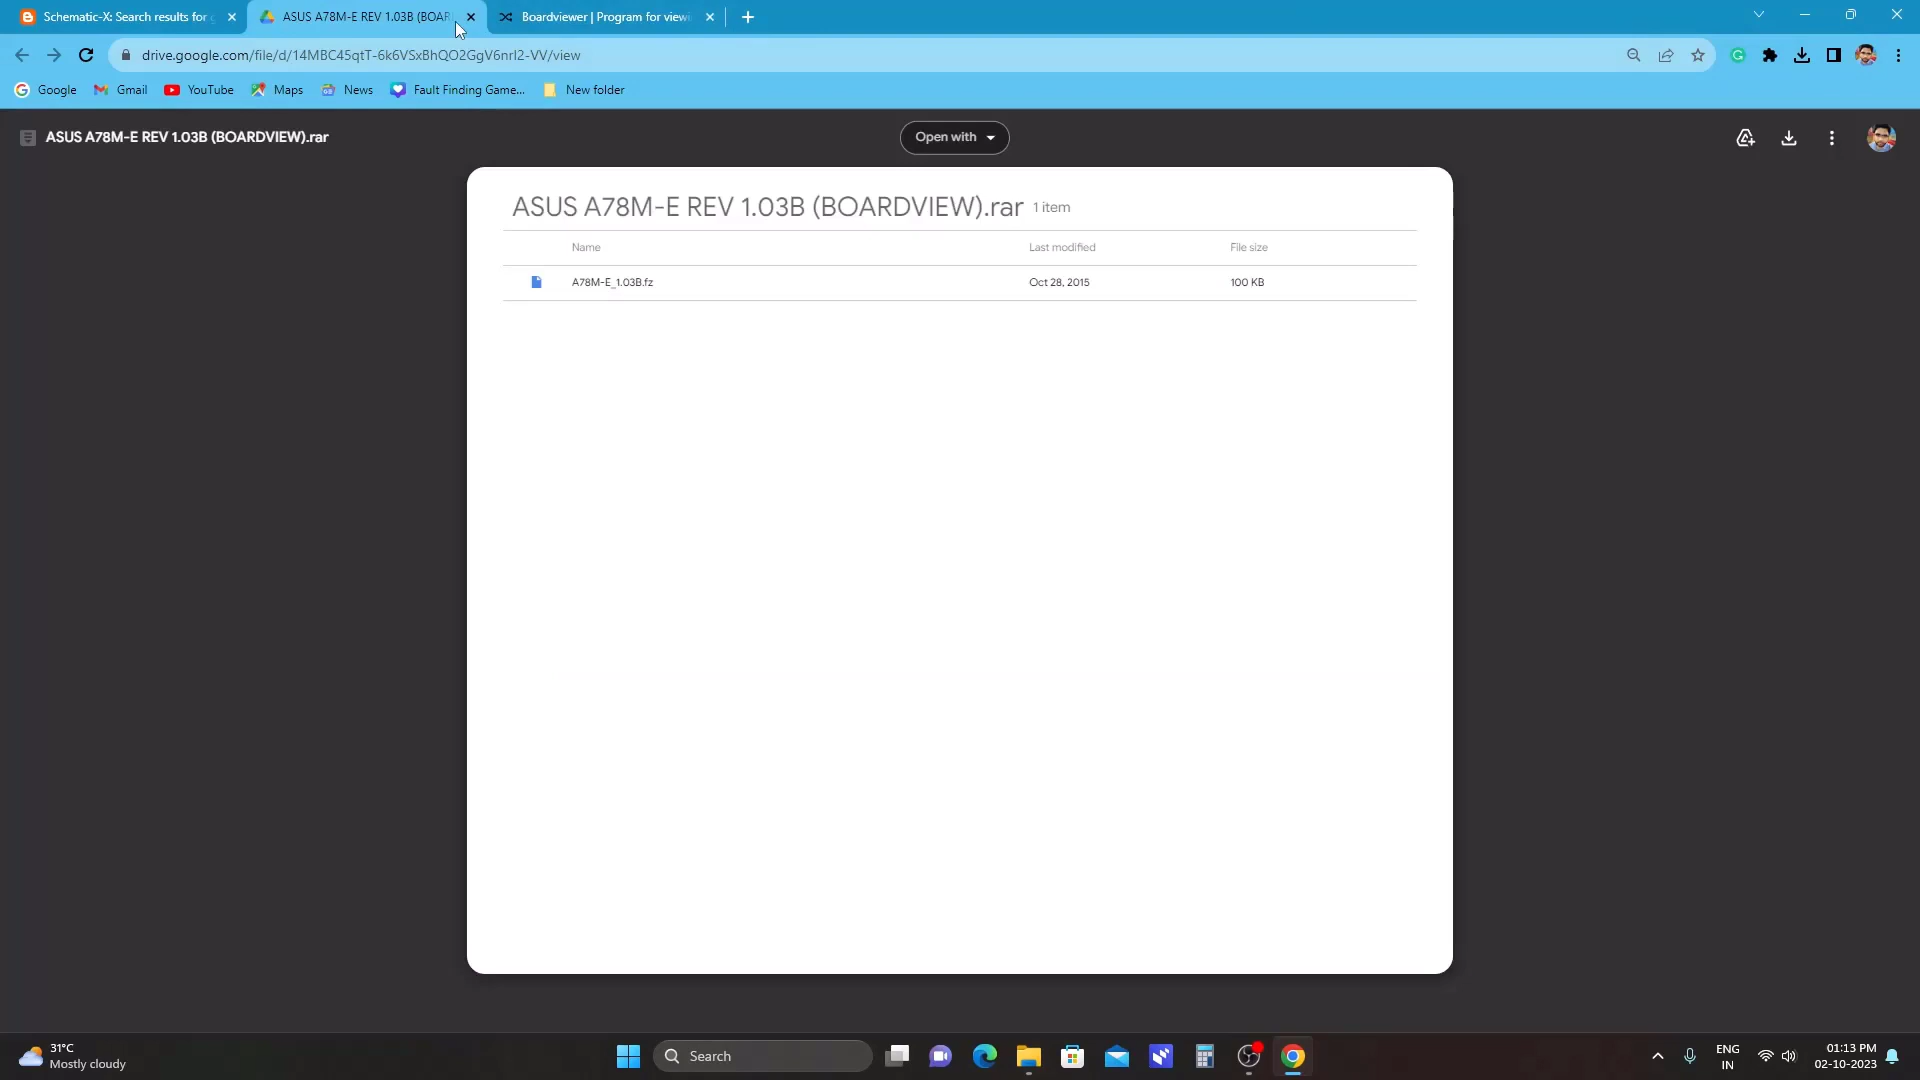 Schematic-X: Search results for
ASUS A78M-E REV 1.03B (BOAR
Boardviewer | Program for viewi
drive.google.com/file/d/14MBC45qtT-6k6VSxBhQO2GgV6nrI2-VV/view
Google
Gmail
YouTube
Maps
News
Fault Finding Game...
New folder
ASUS A78M-E REV 1.03B (BOARDVIEW).rar
Open with
ASUS A78M-E REV 1.03B (BOARDVIEW).rar 1 item
Name Last modified File size
A78M-E_1.03B.fz Oct 28, 2015 100 KB
31°C
Mostly cloudy
Search
ENG
IN
01:13 PM
02-10-2023